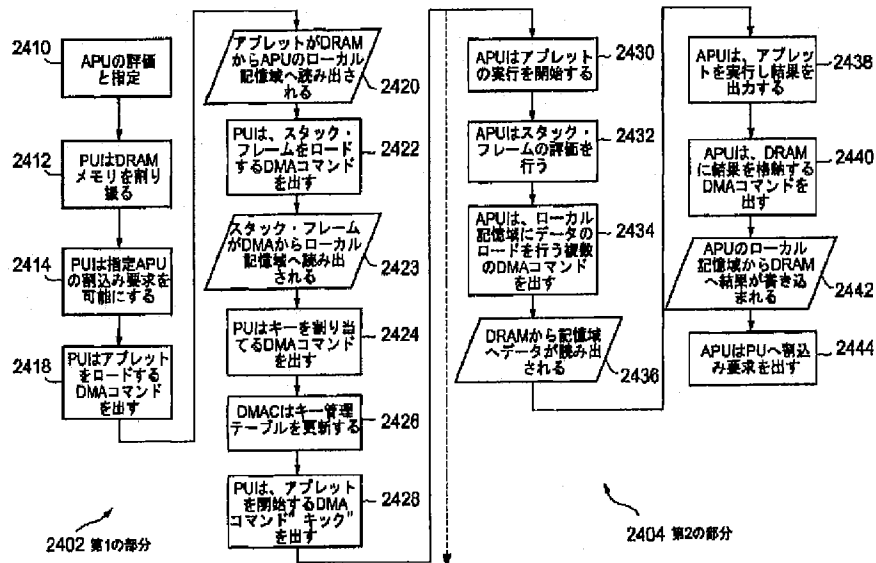 2410
APUの評価
と指定
2412
PUはDRAM
メモリを割り
振る
2414
PUは指定APU
の割込み要求を
可能にする
2418
PUはアプレット
をロードする
DMAコマンド
を出す
アプレットがDRAM
からAPUのローカル
記憶域へ読み出さ
れる
2420
PUは、スタック・
フレームをロード
するDMAコマンド
を出す
2422
スタック・フレーム
がDMAからローカル
記憶域へ読み出
される
2423
PUはキーを割り当
てるDMAコマンド
を出す
2424
DMACはキー管理
テーブルを更新する
2426
PUは、アプレット
を開始するDMA
コマンド"キック"
を出す
2428
2402 第1の部分
APUはアプレット
の実行を開始する
2430
APUはスタック・
フレームの評価を
行う
2432
APUは、ローカル
記憶域にデータの
ロードを行う複数
のDMAコマンド
を出す
2434
DRAMから記憶域
へデータが読み出
される
2436
APUは、アプレッ
トを実行し結果を
出力する
2438
APUは、DRAM
に結果を格納する
DMAコマンドを
出す
2440
APUのローカル
記憶域からDRAM
へ結果が書き込
まれる
2442
APUはPUへ割込
み要求を出す
2444
2404 第2の部分